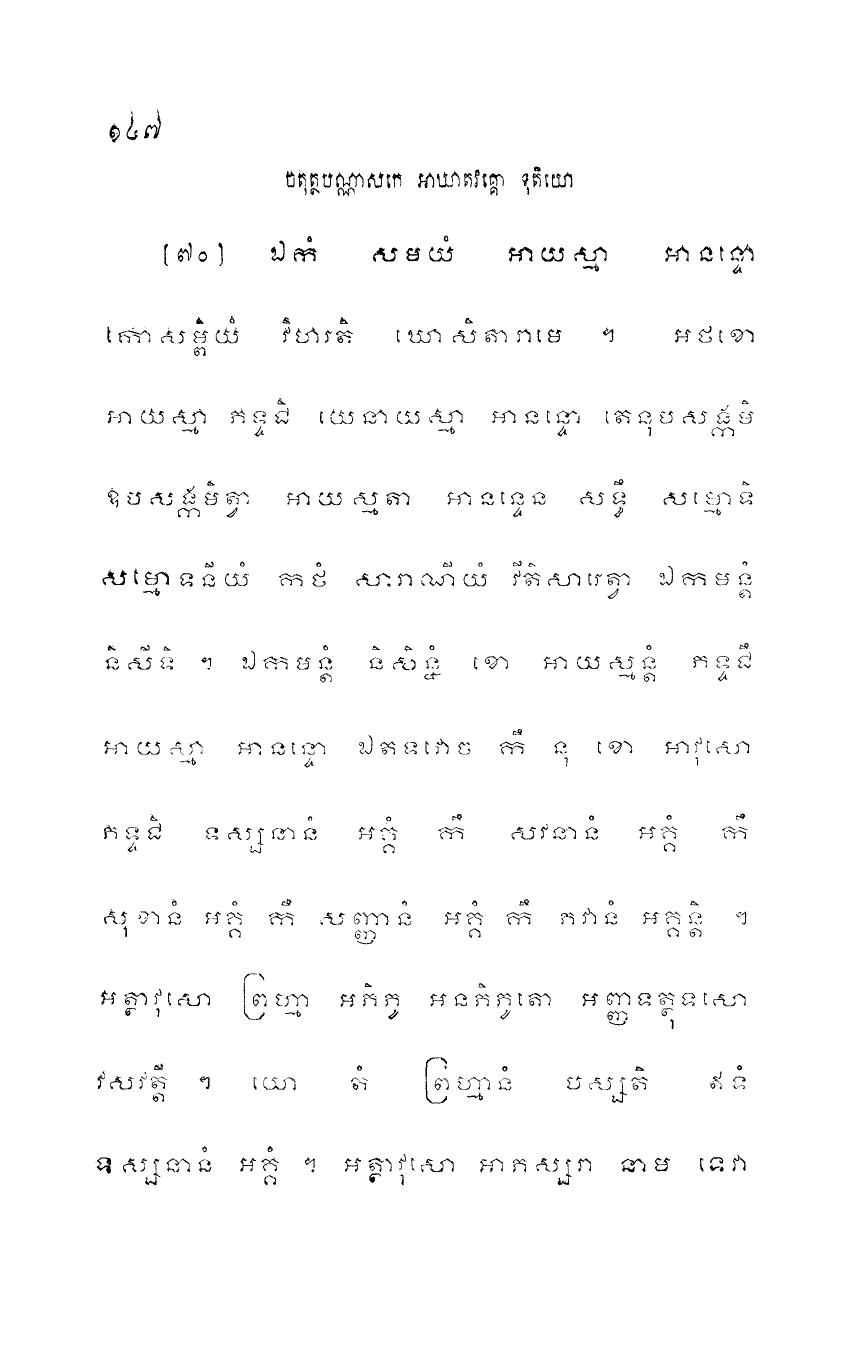 ១៤៧
ចតុត្ថបណ្ណាសកេ អាឃាតវគ្គោ ទុតិយោ
[៧០] ឯកំ សមយំ អាយស្មា អានន្ទោ
កោសម្ពិយំ វិហរតិ ឃោសិតារាមេ ។ អថខោ
អាយស្មា ភទ្ទជិ យេនាយស្មា អានន្ទោ តេនុបសង្កមិ
ឱបសង្កមិត្វា អាយស្មតា អានន្ទេន សទ្ធឹ សម្មោទិ
សម្មោទនីយំ កថំ សារាណីយំ វីតិសារេត្វា ឯកមន្តំ
និសីទិ ។ ឯកមន្តំ និសិន្នំ ខោ អាយស្មន្តំ ភទ្ទជឹ
អាយស្មា អានន្ទោ ឯតទវោច កឹ នុ ខោ អាវុសោ
ភទ្ទជិ ទស្សនានំ អគ្គំ កឹ សវនានំ អគ្គំ កឹ
សុខានំ អគ្គំ កឹ សញ្ញានំ អគ្គំ កឹ ភវានំ អគ្គន្តិ ។
អត្ថាវុសោ ព្រហ្មា អភិភូ អនភិភូតោ អញ្ញទត្ថុទសោ
វសវត្តី ។ យោ តំ ព្រហ្មានំ បស្សតិ ឥទំ
ទស្សនានំ អគ្គំ ។ អត្ថាវុសោ អាភស្សរា នាម ទេវា